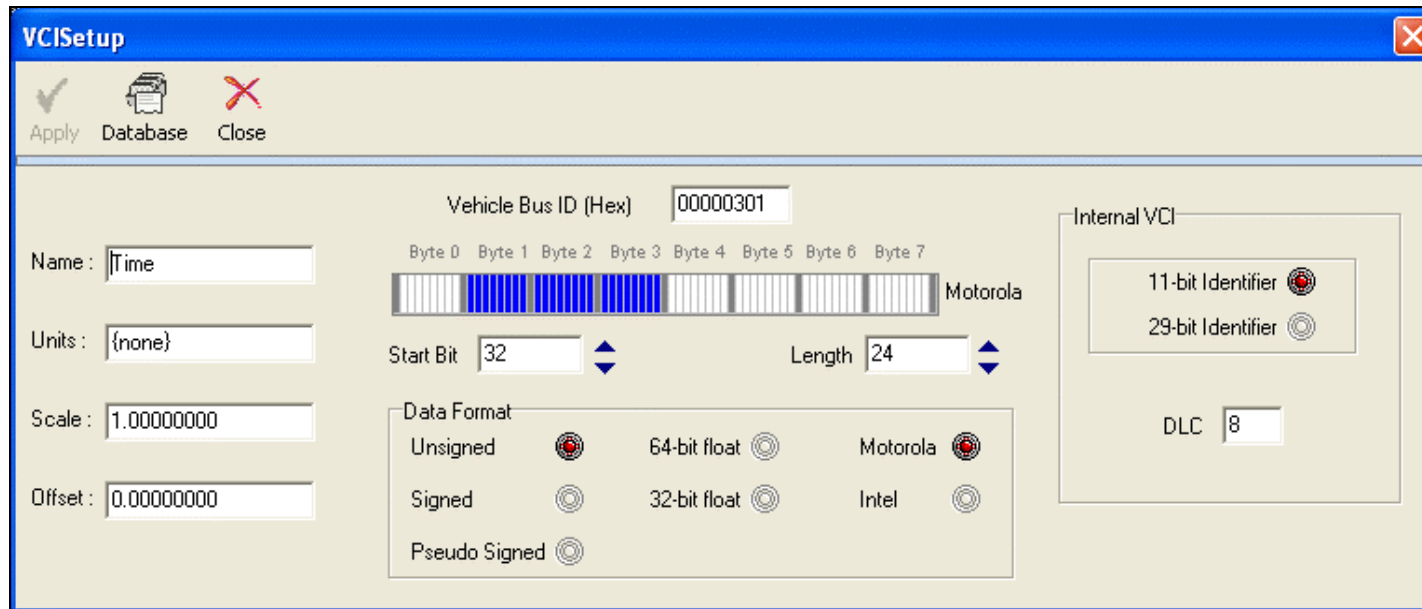 VCISetup
Apply Database Close
Vehicle Bus ID (Hex) 00000301
Internal VCI
Name : Time
Byte 0 Byte 1 Byte 2 Byte 3 Byte 4 Byte 5 Byte 6 Byte 7
Motorola
11-bit Identifier
29-bit Identifier
Units : {none}
Start Bit 32 Length 24
Scale : 1.00000000
Data Format
Unsigned 64-bit float Motorola
DLC 8
Offset : 0.00000000
Signed 32-bit float Intel
Pseudo Signed